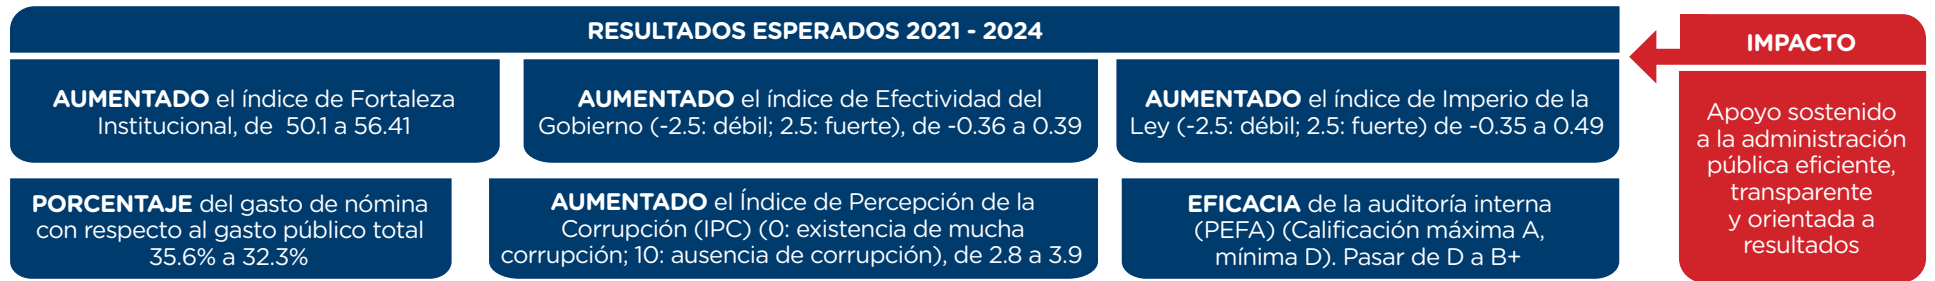 RESULTADOS ESPERADOS 2021 - 2024
AUMENTADO el índice de Fortaleza
Institucional, de 50.1 a 56.41
AUMENTADO el índice de Efectividad del
Gobierno (-2.5: débil; 2.5: fuerte), de -0.36 a 0.39
AUMENTADO el índice de Imperio de la
Ley (-2.5: débil; 2.5: fuerte) de -0.35 a 0.49
PORCENTAJE del gasto de nómina
con respecto al gasto público total
35.6% a 32.3%
AUMENTADO el Índice de Percepción de la
Corrupción (IPC) (0: existencia de mucha
corrupción; 10: ausencia de corrupción), de 2.8 a 3.9
EFICACIA de la auditoría interna
(PEFA) (Calificación máxima A,
mínima D). Pasar de D a B+
IMPACTO
Apoyo sostenido
a la administración
pública eficiente,
transparente
y orientada a
resultados